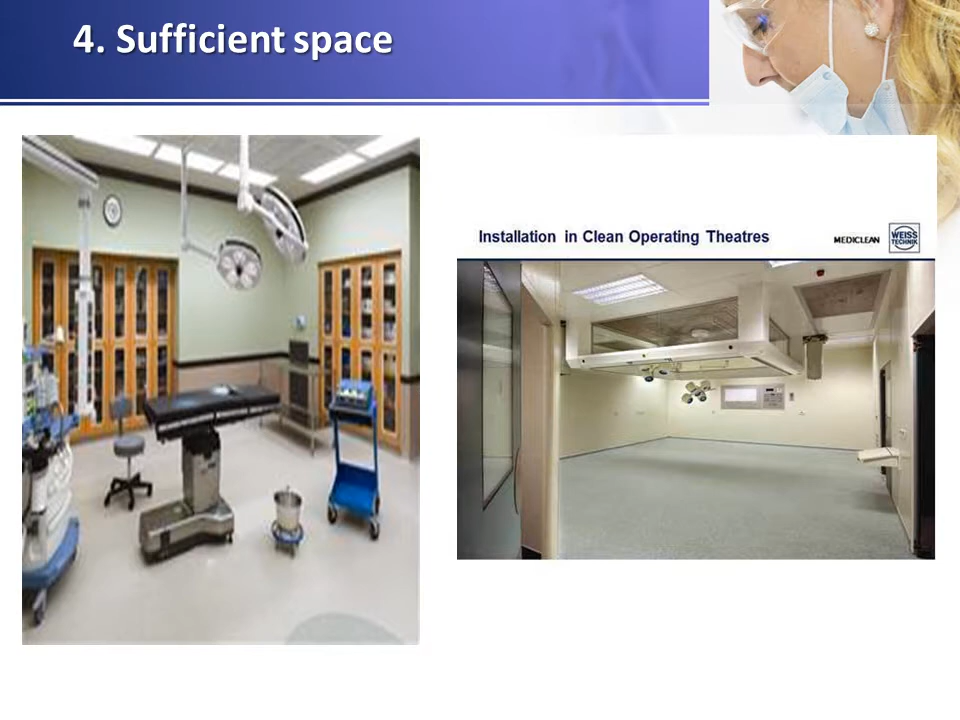 4. Sufficient space
Installation in Clean Operating Theatres
MEDICLEAN
WEISS
TECHNIK